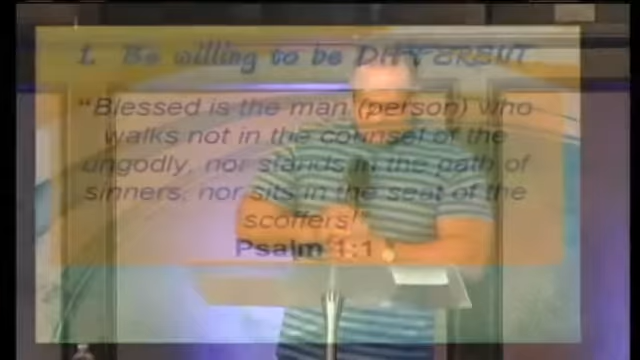 1. Be willing to be DIFFERENT
“Blessed is the man (person) who
walks not in the counsel of the
ungodly, nor stands in the path of
sinners, nor sits in the seat of the
scoffers!”
Psalm 1:1